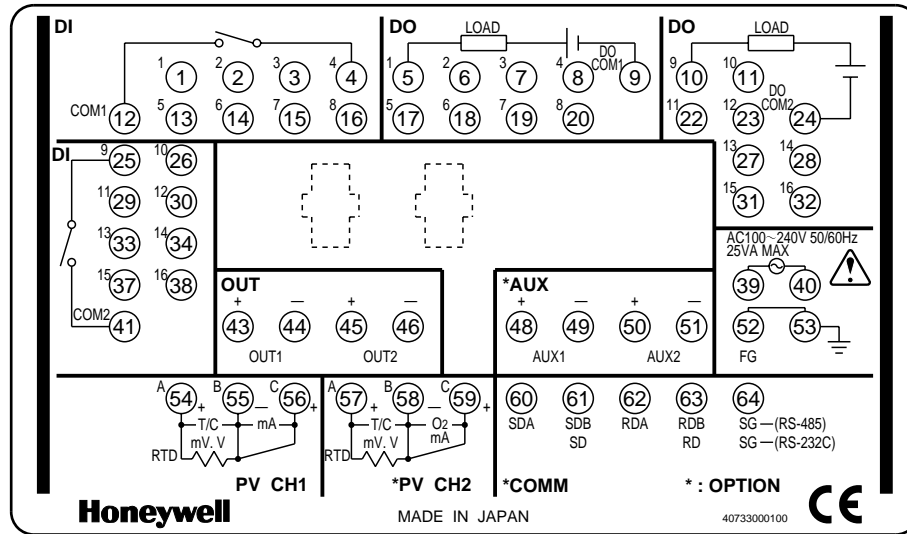 DI
DO
LOAD
DO
LOAD
1 1 2 2 3 3 4 4
1 5 2 6 3 7 4 8 DO COM1 9
9 10 10 11
COM1 12 5 13 6 14 7 15 8 16
5 17 6 18 7 19 8 20
11 22 12 23 DO COM2 24
DI
9 25 10 26
13 27 14 28
11 29 12 30
15 31 16 32
13 33 14 34
AC100~240V 50/60Hz
25VA MAX
15 37 16 38
39 40
OUT
*AUX
+ — + —
+ — + —
COM2 41
43 44 45 46
48 49 50 51
52 53
OUT1 OUT2
AUX1 AUX2
FG
A 54 B 55 C 56
A 57 B 58 C 59
60 61 62 63 64
+ — +
+ — +
T/C mA
T/C O2
mA
SDA SDB RDA RDB SG—(RS-485)
mV. V
mV. V
SD RD SG—(RS-232C)
RTD
RTD
PV CH1
*PV CH2
*COMM
* : OPTION
Honeywell
MADE IN JAPAN
40733000100
CE